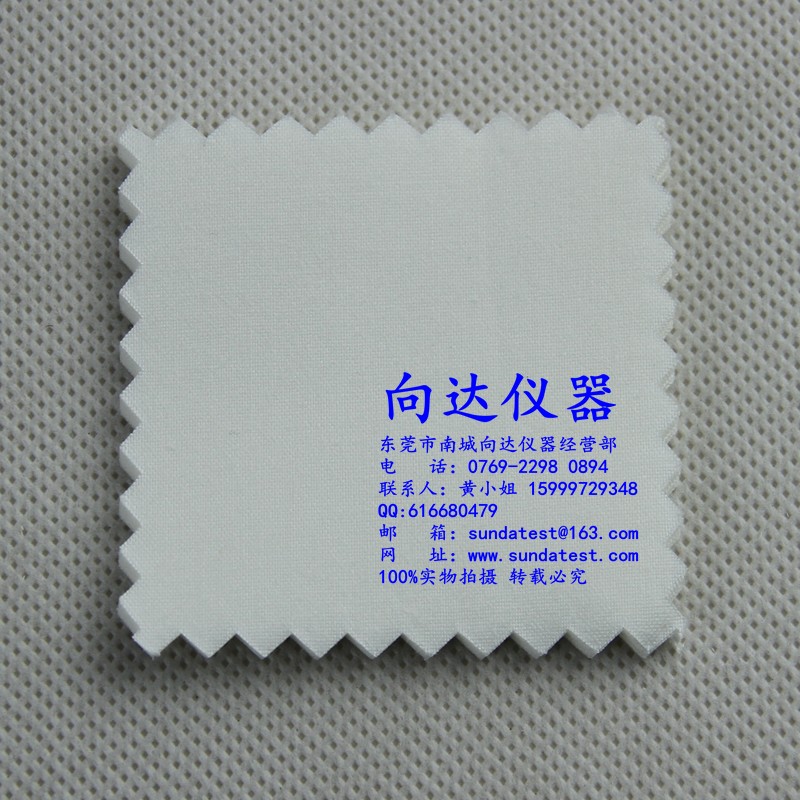 向达仪器
东莞市南城向达仪器经营部
电 话：0769-2298 0894
联系人：黄小姐 15999729348
QQ:616680479
邮 箱：sundatest@163.com
网 址：www.sundatest.com
100%实物拍摄 转载必究